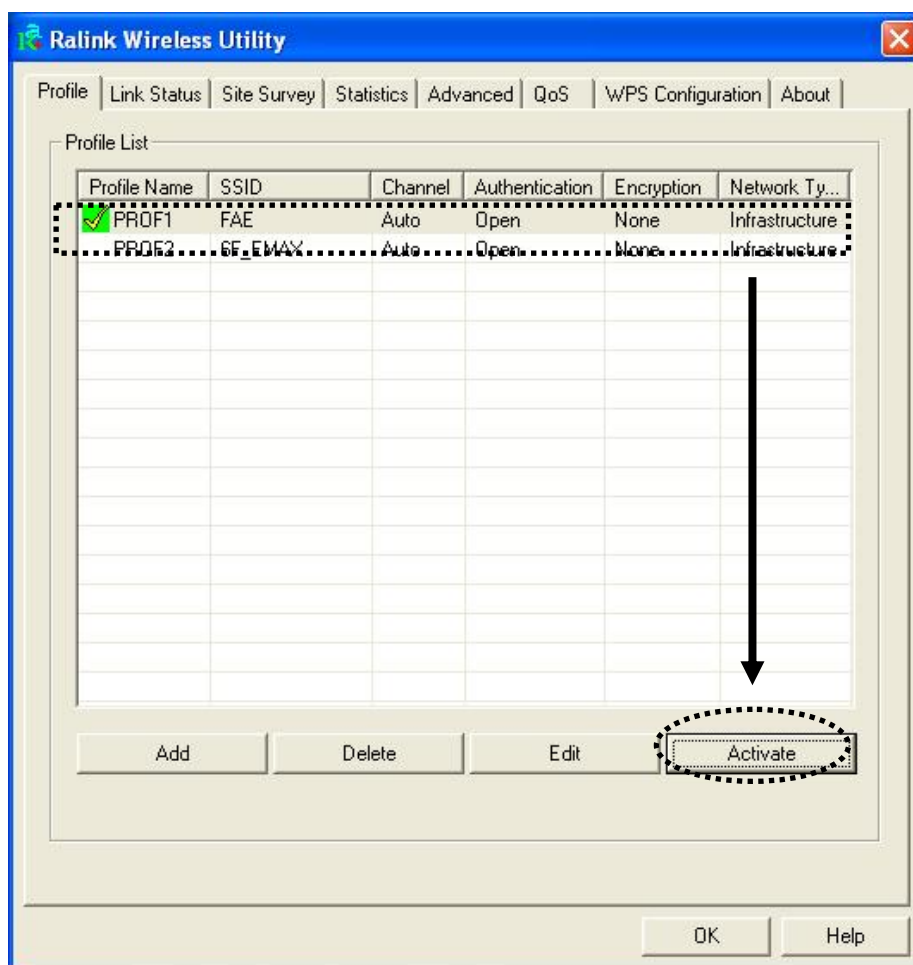 Ralink Wireless Utility
Profile Link Status Site Survey Statistics Advanced QoS WPS Configuration About
Profile List
Profile Name SSID Channel Authentication Encryption Network Ty...
PROF1 FAE Auto Open None Infrastructure
PROF2 6F_EMAX Auto Open None Infrastructure
Add Delete Edit Activate
OK Help